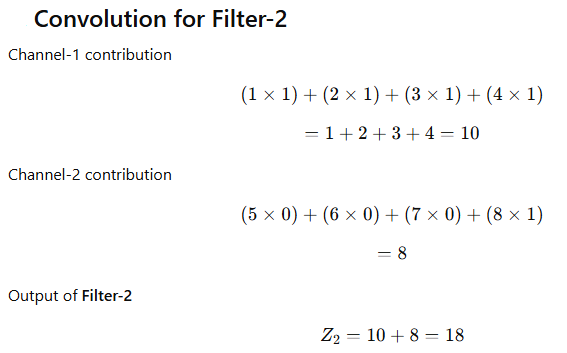 Convolution for Filter-2
Channel-1 contribution
(1 × 1) + (2 × 1) + (3 × 1) + (4 × 1)
= 1 + 2 + 3 + 4 = 10
Channel-2 contribution
(5 × 0) + (6 × 0) + (7 × 0) + (8 × 1)
= 8
Output of Filter-2
Z₂ = 10 + 8 = 18